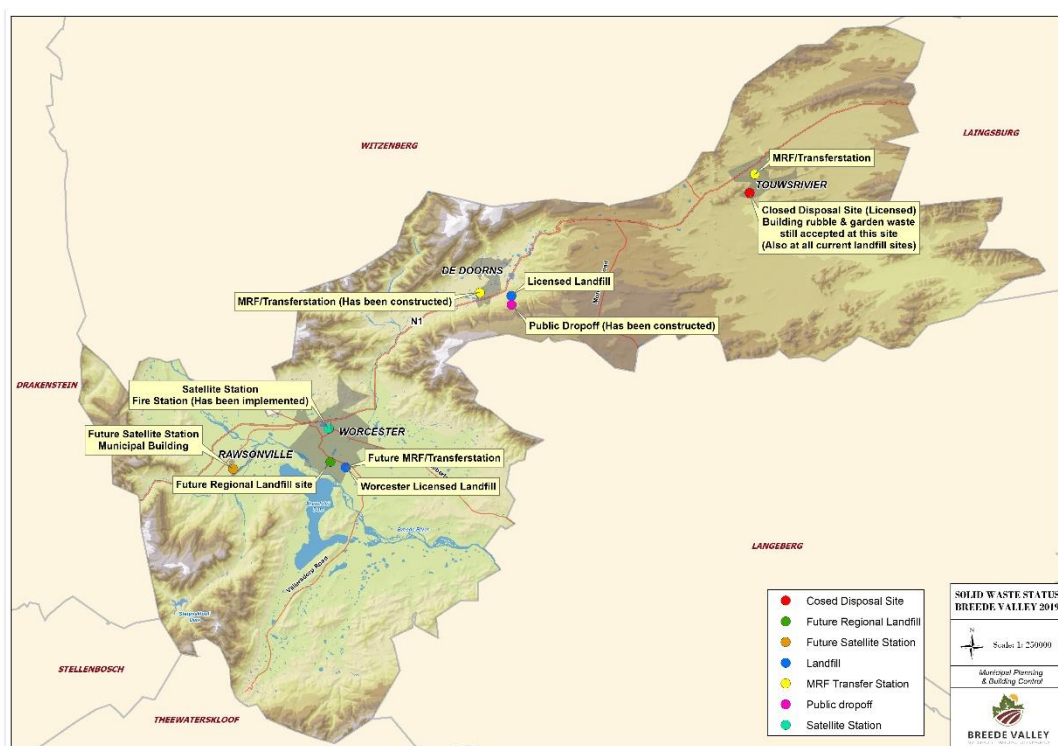 WITZENBERG
LAINGSBURG
MRF/Transferstation
TOUWSRIVIER
Closed Disposal Site (Licensed)
Building rubble & garden waste
still accepted at this site
(Also at all current landfill sites)
DE DOORNS
Licensed Landfill
MRF/Transferstation (Has been constructed)
N1
Public Dropoff (Has been constructed)
DRAKENSTEIN
Satellite Station
Fire Station (Has been implemented)
WORCESTER
Future Satellite Station
Municipal Building
RAWSONVILLE
Future MRF/Transferstation
Future Regional Landfill site
Worcester Licensed Landfill
Breede River
LANGEBERG
Villiersdorp Road
STELLENBOSCH
THEEWATERSKLOOF
Cosed Disposal Site
Future Regional Landfill
Future Satellite Station
Landfill
MRF Transfer Station
Public dropoff
Satellite Station
SOLID WASTE STATUS
BREEDE VALLEY 2019
N
Scale: 1: 250000
Municipal Planning
& Building Control
BREEDE VALLEY